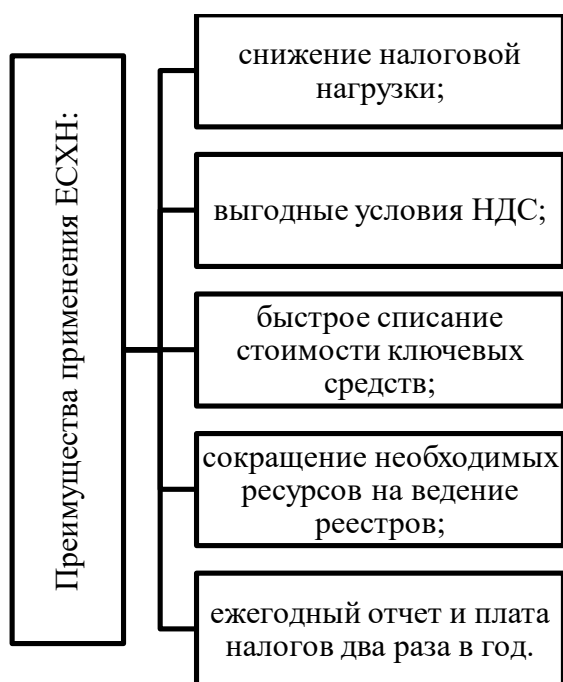 Преимущества применения ЕСХН:
снижение налоговой
нагрузки;
выгодные условия НДС;
быстрое списание
стоимости ключевых
средств;
сокращение необходимых
ресурсов на ведение
реестров;
ежегодный отчет и плата
налогов два раза в год.